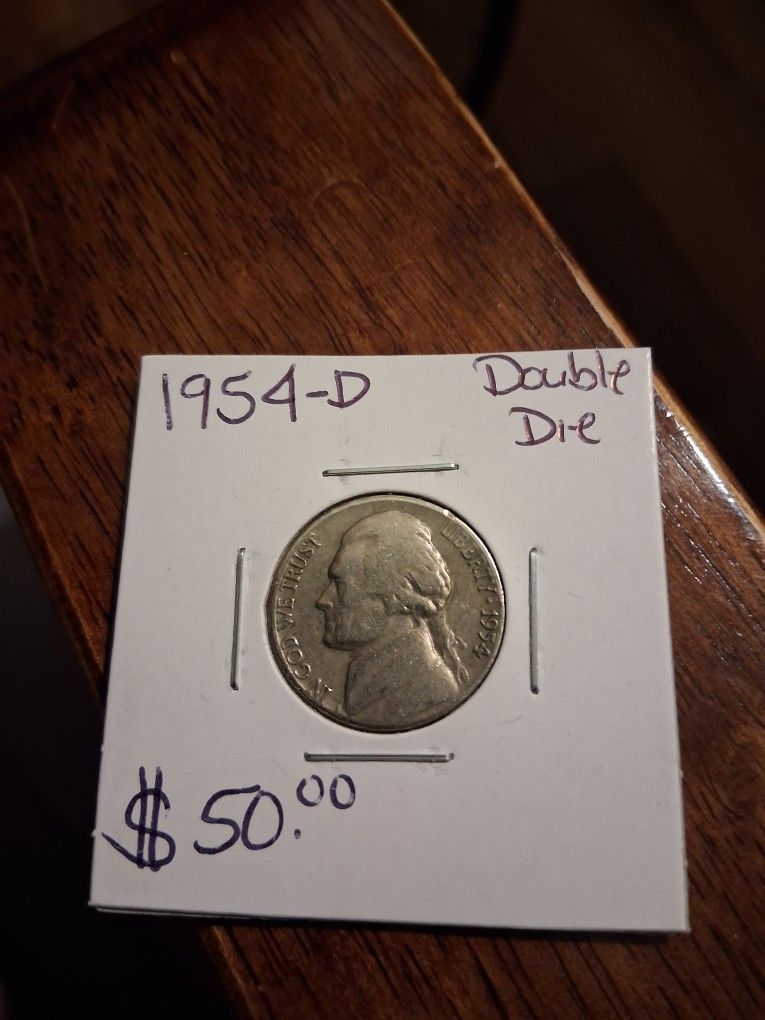 1954-D
Double
Die
IN GOD WE TRUST
LIBERTY 1954
$50.00